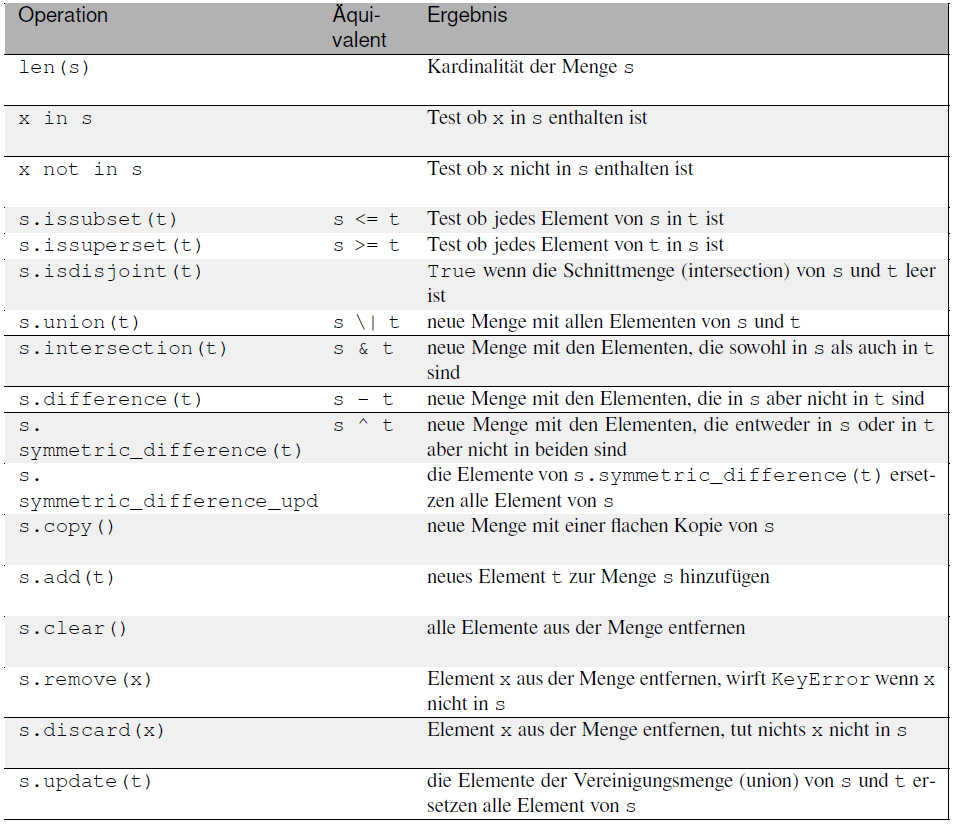 Operation Äqui- Ergebnis
valent
len(s) Kardinalität der Menge s
x in s Test ob x in s enthalten ist
x not in s Test ob x nicht in s enthalten ist
s.issubset(t) s <= t Test ob jedes Element von s in t ist
s.issuperset(t) s >= t Test ob jedes Element von t in s ist
s.isdisjoint(t) True wenn die Schnittmenge (intersection) von s und t leer
ist
s.union(t) s \| t neue Menge mit allen Elementen von s und t
s.intersection(t) s & t neue Menge mit den Elementen, die sowohl in s als auch in t
sind
s.difference(t) s - t neue Menge mit den Elementen, die in s aber nicht in t sind
s. s ^ t neue Menge mit den Elementen, die entweder in s oder in t
symmetric_difference(t) aber nicht in beiden sind
s. die Elemente von s.symmetric_difference(t) erset-
symmetric_difference_upd zen alle Element von s
s.copy() neue Menge mit einer flachen Kopie von s
s.add(t) neues Element t zur Menge s hinzufügen
s.clear() alle Elemente aus der Menge entfernen
s.remove(x) Element x aus der Menge entfernen, wirft KeyError wenn x
nicht in s
s.discard(x) Element x aus der Menge entfernen, tut nichts x nicht in s
s.update(t) die Elemente der Vereinigungsmenge (union) von s und t er-
setzen alle Element von s